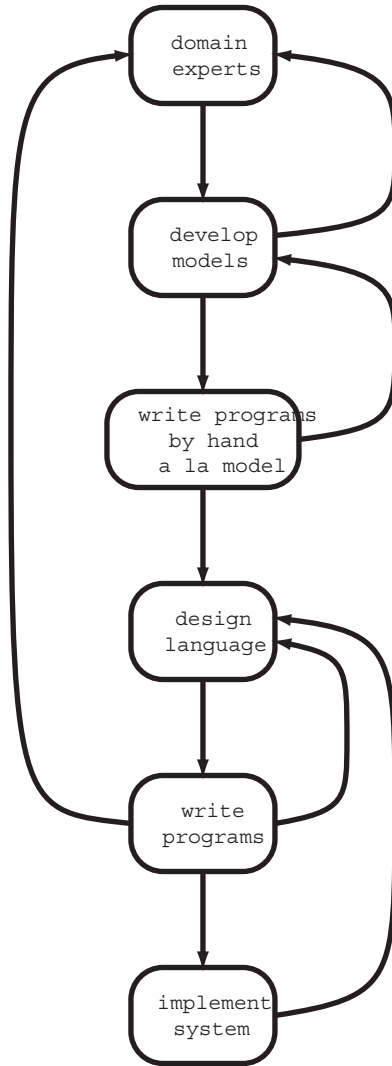 domain
experts
develop
models
write programs
by hand
a la model
design
language
write
programs
implement
system